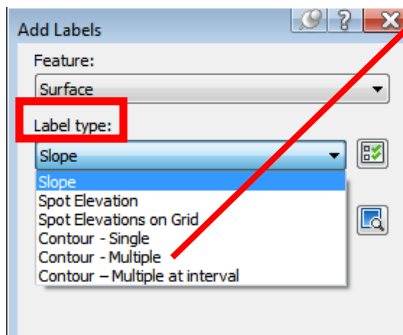 Add Labels
?
Feature:
Surface
Label type:
Slope
Slope
Spot Elevation
Spot Elevations on Grid
Contour - Single
Contour - Multiple
Contour – Multiple at interval